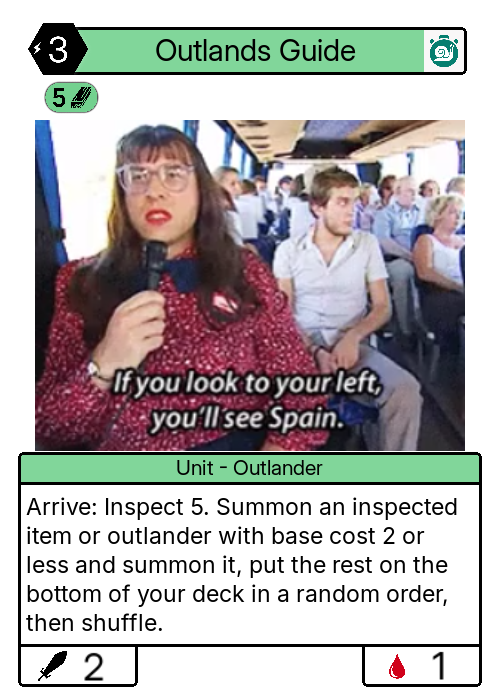 3 Outlands Guide
5
If you look to your left,
you'll see Spain.
Unit - Outlander
Arrive: Inspect 5. Summon an inspected
item or outlander with base cost 2 or
less and summon it, put the rest on the
bottom of your deck in a random order,
then shuffle.
2 1